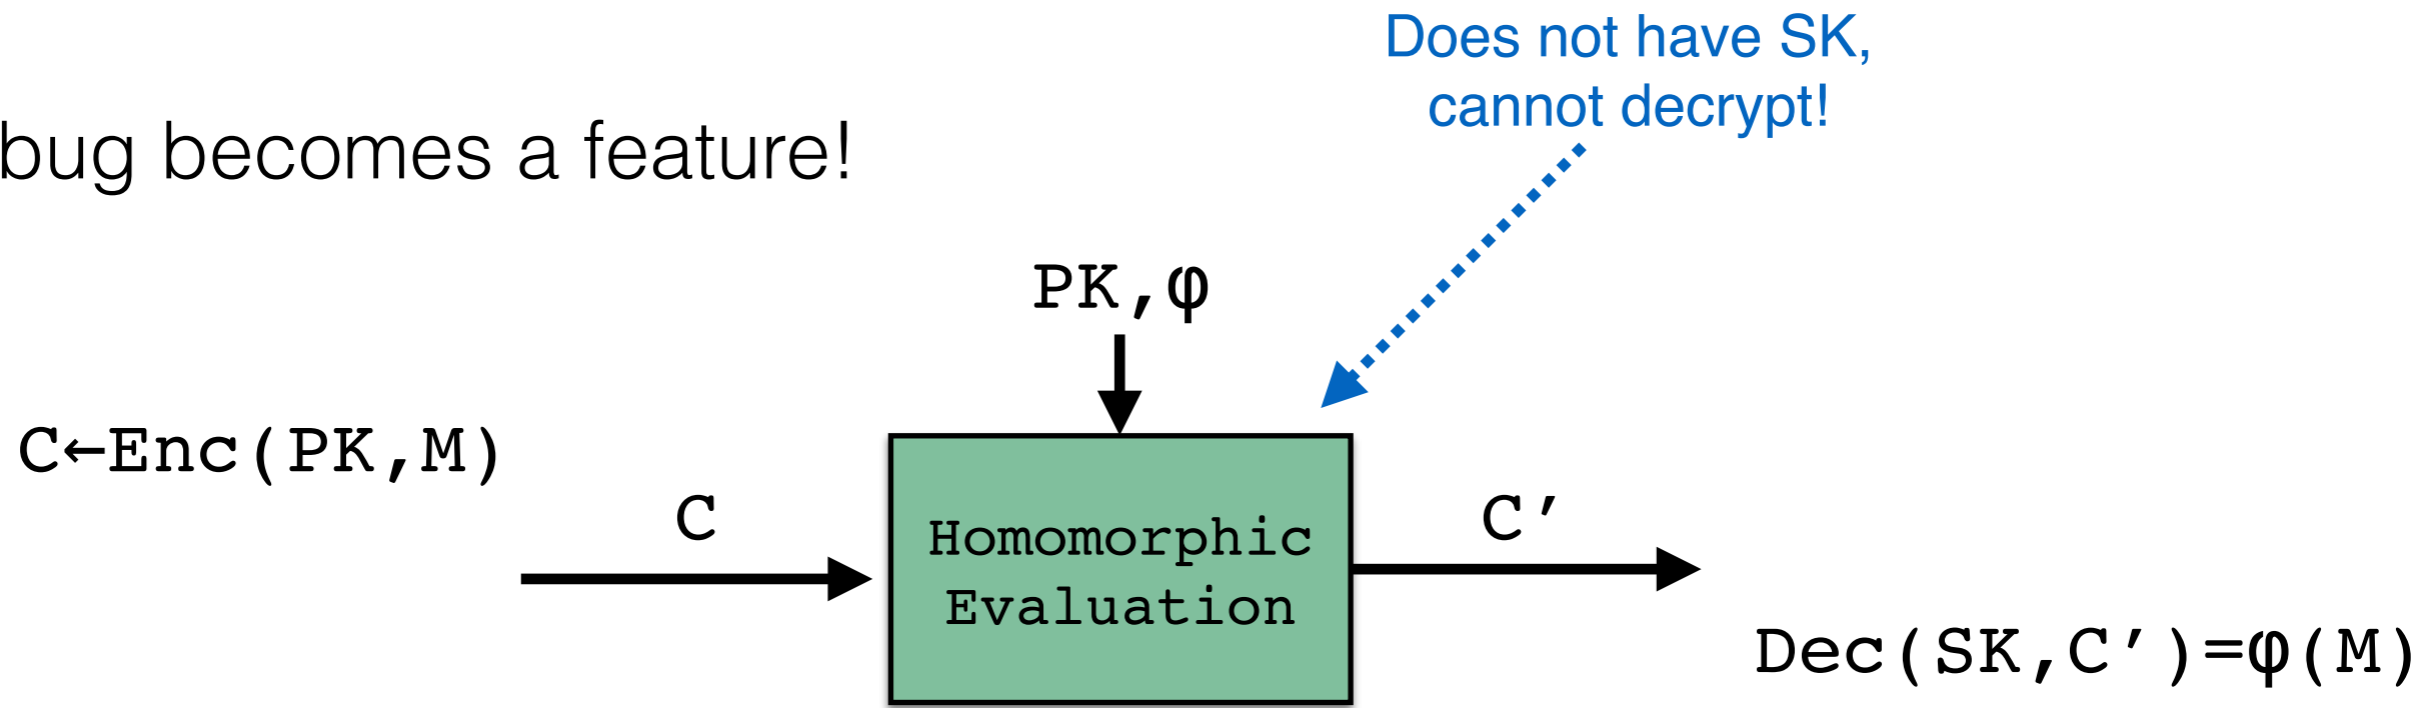 Does not have SK,
cannot decrypt!
bug becomes a feature!
PK,φ
C←Enc(PK,M)
C
Homomorphic
Evaluation
C’
Dec(SK,C’)=φ(M)